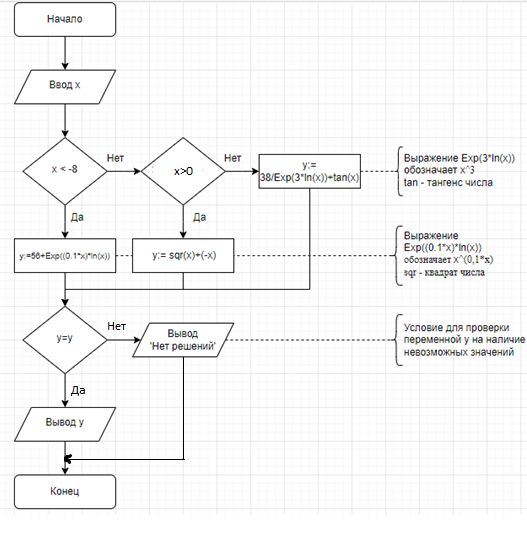 Начало
Ввод x
x < -8
Нет
x>0
Нет
y:=
38/Exp(3*ln(x))+tan(x)
Выражение Exp(3*ln(x))
обозначает x^3
tan - тангенс числа
Да
Да
y:=56+Exp((0.1*x)*ln(x))
y:= sqr(x)+(-x)
Выражение
Exp((0.1*x)*ln(x))
обозначает x^(0,1*x)
sqr - квадрат числа
y=y
Нет
Вывод
'Нет решений'
Условие для проверки
переменной y на наличие
невозможных значений
Да
Вывод y
Конец